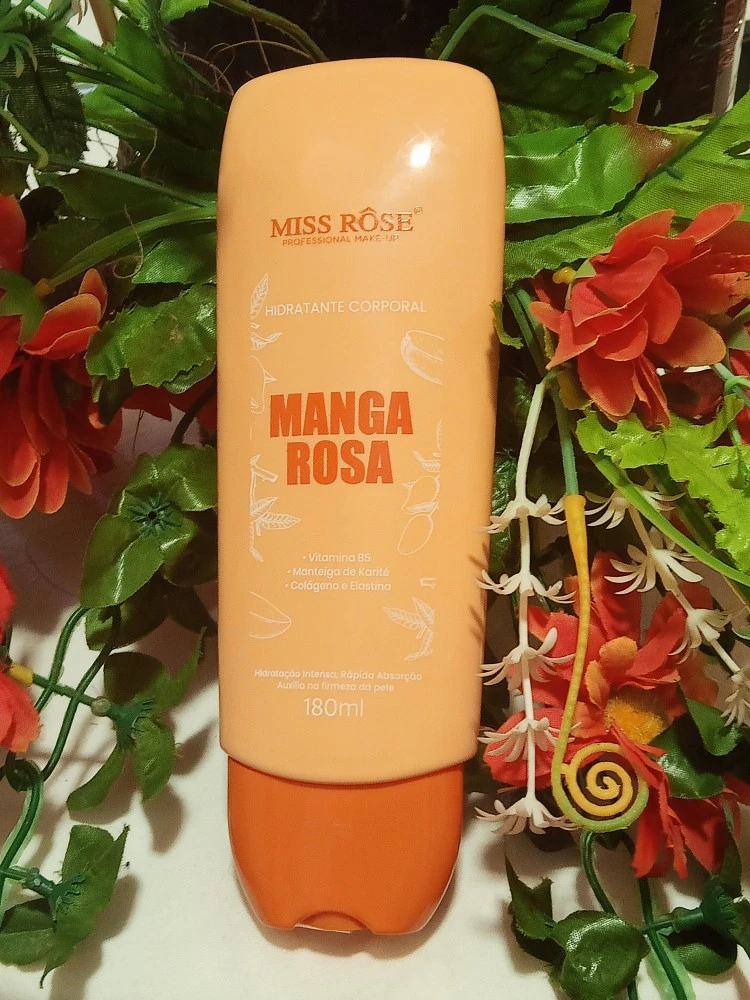 MISS RÔSE®
PROFESSIONAL MAKE-UP
HIDRATANTE CORPORAL
MANGA
ROSA
• Vitamina B5
• Manteiga de Karité
• Colágeno e Elastina
Hidratação Intensa, Rápida Absorção
Auxilia na firmeza da pele
180ml